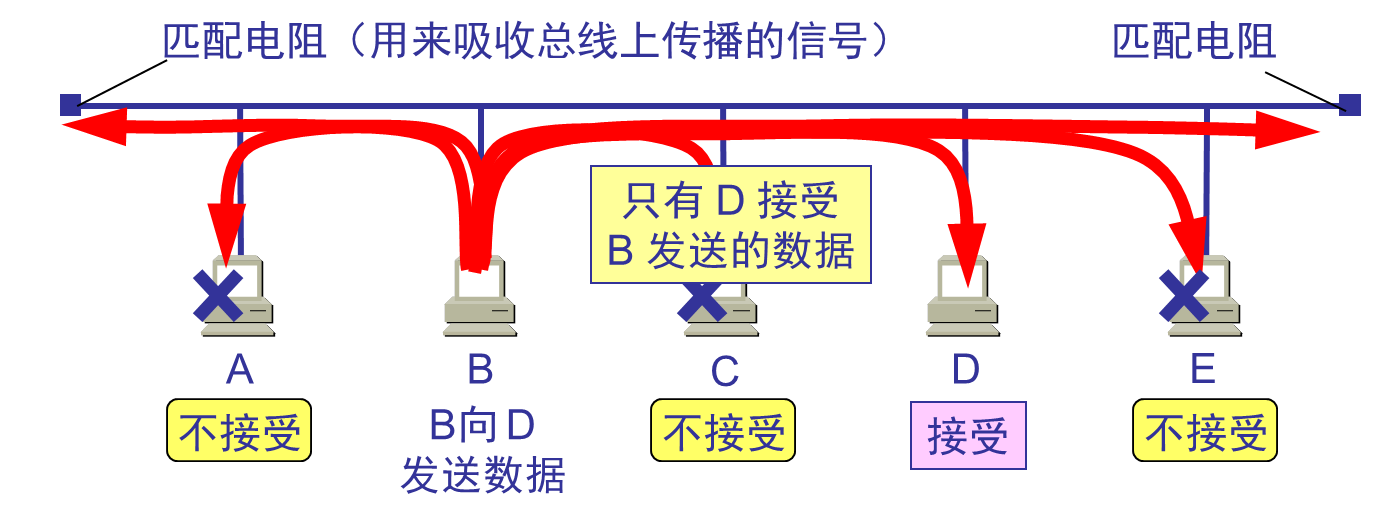 匹配电阻（用来吸收总线上传播的信号）
匹配电阻
只有 D 接受
B 发送的数据
A
B
C
D
E
不接受
B向 D
发送数据
不接受
接受
不接受